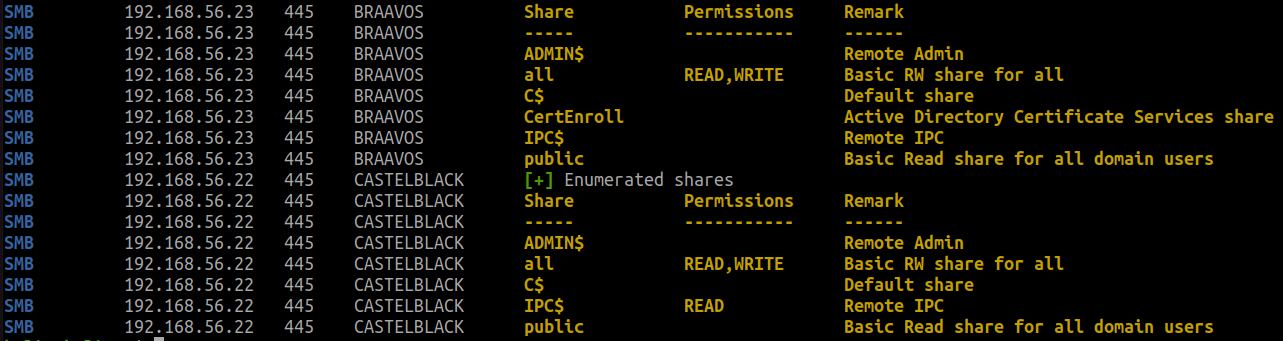 SMB 192.168.56.23 445 BRAAVOS Share Permissions Remark
SMB 192.168.56.23 445 BRAAVOS ----- ----------- ------
SMB 192.168.56.23 445 BRAAVOS ADMIN$ Remote Admin
SMB 192.168.56.23 445 BRAAVOS all READ,WRITE Basic RW share for all
SMB 192.168.56.23 445 BRAAVOS C$ Default share
SMB 192.168.56.23 445 BRAAVOS CertEnroll Active Directory Certificate Services share
SMB 192.168.56.23 445 BRAAVOS IPC$ Remote IPC
SMB 192.168.56.23 445 BRAAVOS public Basic Read share for all domain users
SMB 192.168.56.22 445 CASTELBLACK [+] Enumerated shares
SMB 192.168.56.22 445 CASTELBLACK Share Permissions Remark
SMB 192.168.56.22 445 CASTELBLACK ----- ----------- ------
SMB 192.168.56.22 445 CASTELBLACK ADMIN$ Remote Admin
SMB 192.168.56.22 445 CASTELBLACK all READ,WRITE Basic RW share for all
SMB 192.168.56.22 445 CASTELBLACK C$ Default share
SMB 192.168.56.22 445 CASTELBLACK IPC$ READ Remote IPC
SMB 192.168.56.22 445 CASTELBLACK public Basic Read share for all domain users